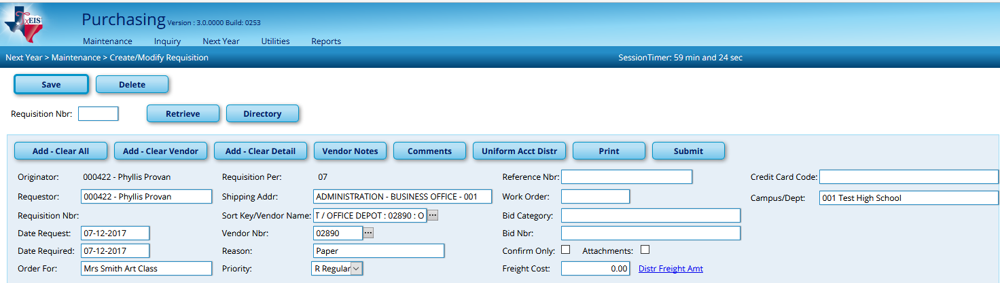 TxEIS
Purchasing Version : 3.0.0000 Build: 0253
Maintenance Inquiry Next Year Utilities Reports
Next Year > Maintenance > Create/Modify Requisition SessionTimer: 59 min and 24 sec
Save Delete
Requisition Nbr: Retrieve Directory
Add - Clear All Add - Clear Vendor Add - Clear Detail Vendor Notes Comments Uniform Acct Distr Print Submit
Originator: 000422 - Phyllis Provan Requisition Per: 07 Reference Nbr: Credit Card Code:
Requestor: 000422 - Phyllis Provan Shipping Addr: ADMINISTRATION - BUSINESS OFFICE - 001 Work Order: Campus/Dept: 001 Test High School
Requisition Nbr: Sort Key/Vendor Name: T / OFFICE DEPOT : 02890 : O ... Bid Category:
Date Request: 07-12-2017 Vendor Nbr: 02890 ... Bid Nbr:
Date Required: 07-12-2017 Reason: Paper Confirm Only: Attachments:
Order For: Mrs Smith Art Class Priority: R Regular Freight Cost: 0.00 Distr Freight Amt